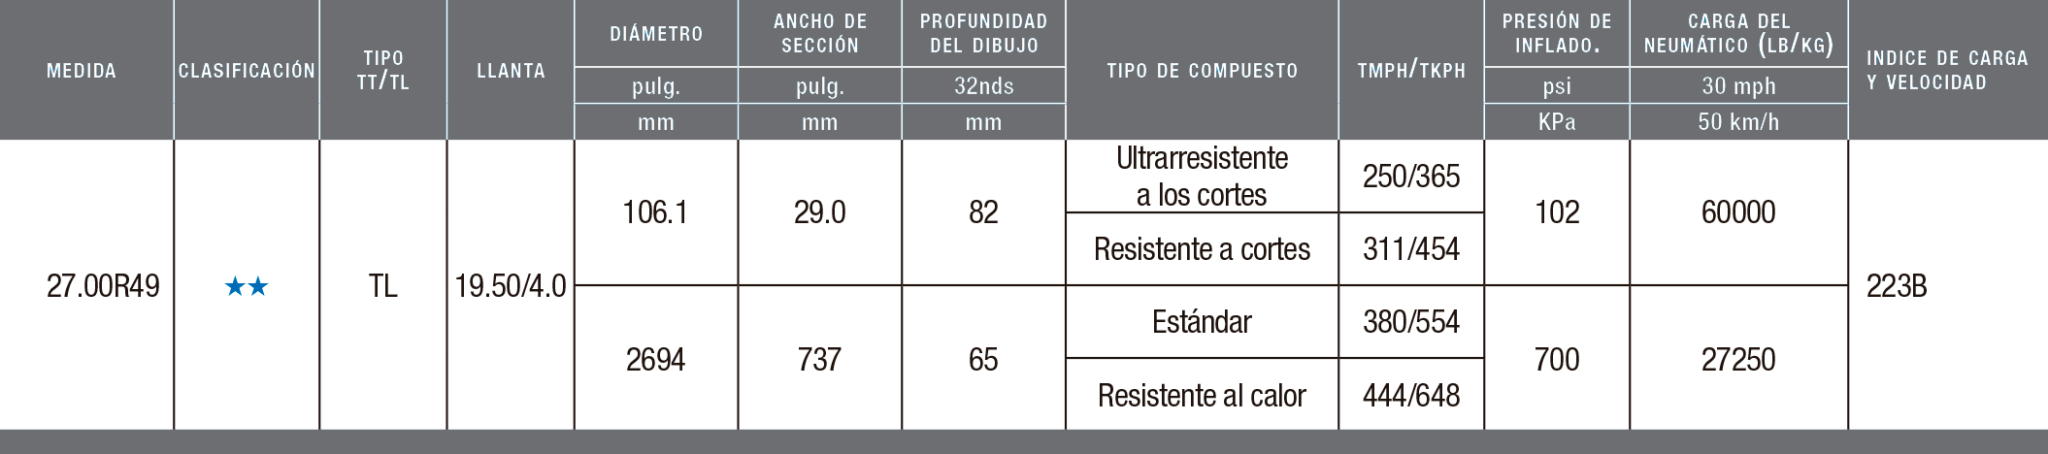 MEDIDA
CLASIFICACIÓN
TIPO
TT/TL
LLANTA
DIÁMETRO
pulg.
mm
ANCHO DE
SECCIÓN
pulg.
mm
PROFUNDIDAD
DEL DIBUJO
32nds
mm
TIPO DE COMPUESTO
TMPH/TKPH
PRESIÓN DE
INFLADO.
psi
KPa
CARGA DEL
NEUMÁTICO (LB/KG)
30 mph
50 km/h
INDICE DE CARGA
Y VELOCIDAD
27.00R49
★★
TL
19.50/4.0
106.1
2694
29.0
737
82
65
Ultrarresistente
a los cortes
250/365
Resistente a cortes
311/454
Estándar
380/554
Resistente al calor
444/648
102
700
60000
27250
223B